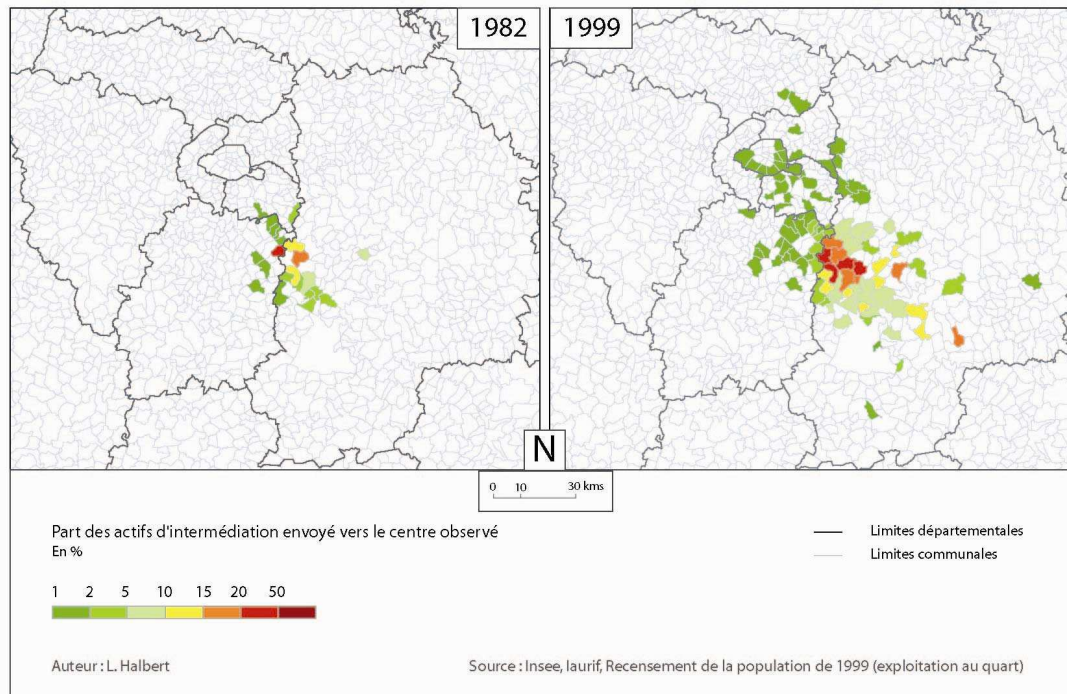 1982
1999
N
0 10 30 kms
Part des actifs d'intermédiation envoyé vers le centre observé
En %
1 2 5 10 15 20 50
Limites départementales
Limites communales
Auteur : L. Halbert
Source : Insee, Iaurif, Recensement de la population de 1999 (exploitation au quart)